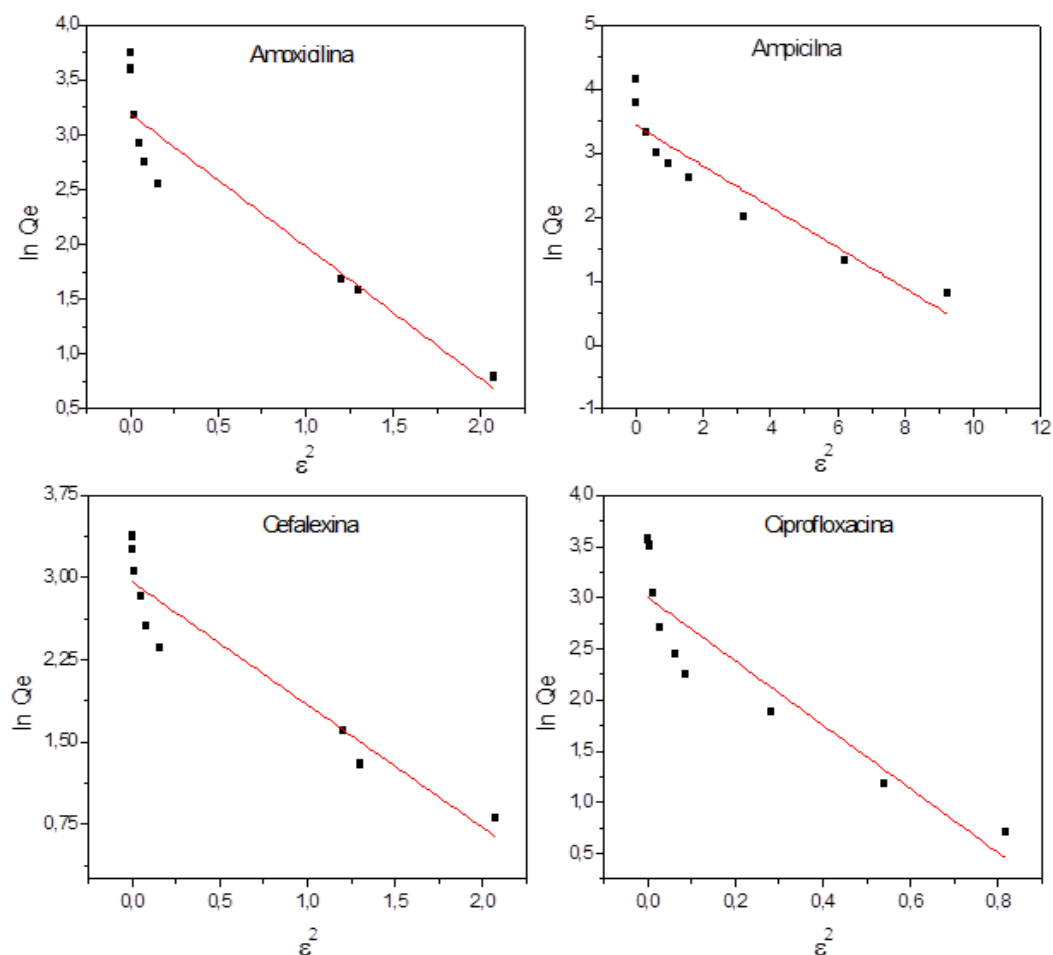 Amoxicilina
4,0
3,5
3,0
2,5
2,0
1,5
1,0
0,5
ln Qe
0,0 0,5 1,0 1,5 2,0
ε²
Ampicilna
5
4
3
2
1
0
-1
ln Qe
0 2 4 6 8 10 12
ε²
Cefalexina
3,75
3,00
2,25
1,50
0,75
ln Qe
0,0 0,5 1,0 1,5 2,0
ε²
Ciprofloxacina
4,0
3,5
3,0
2,5
2,0
1,5
1,0
0,5
ln Qe
0,0 0,2 0,4 0,6 0,8
ε²